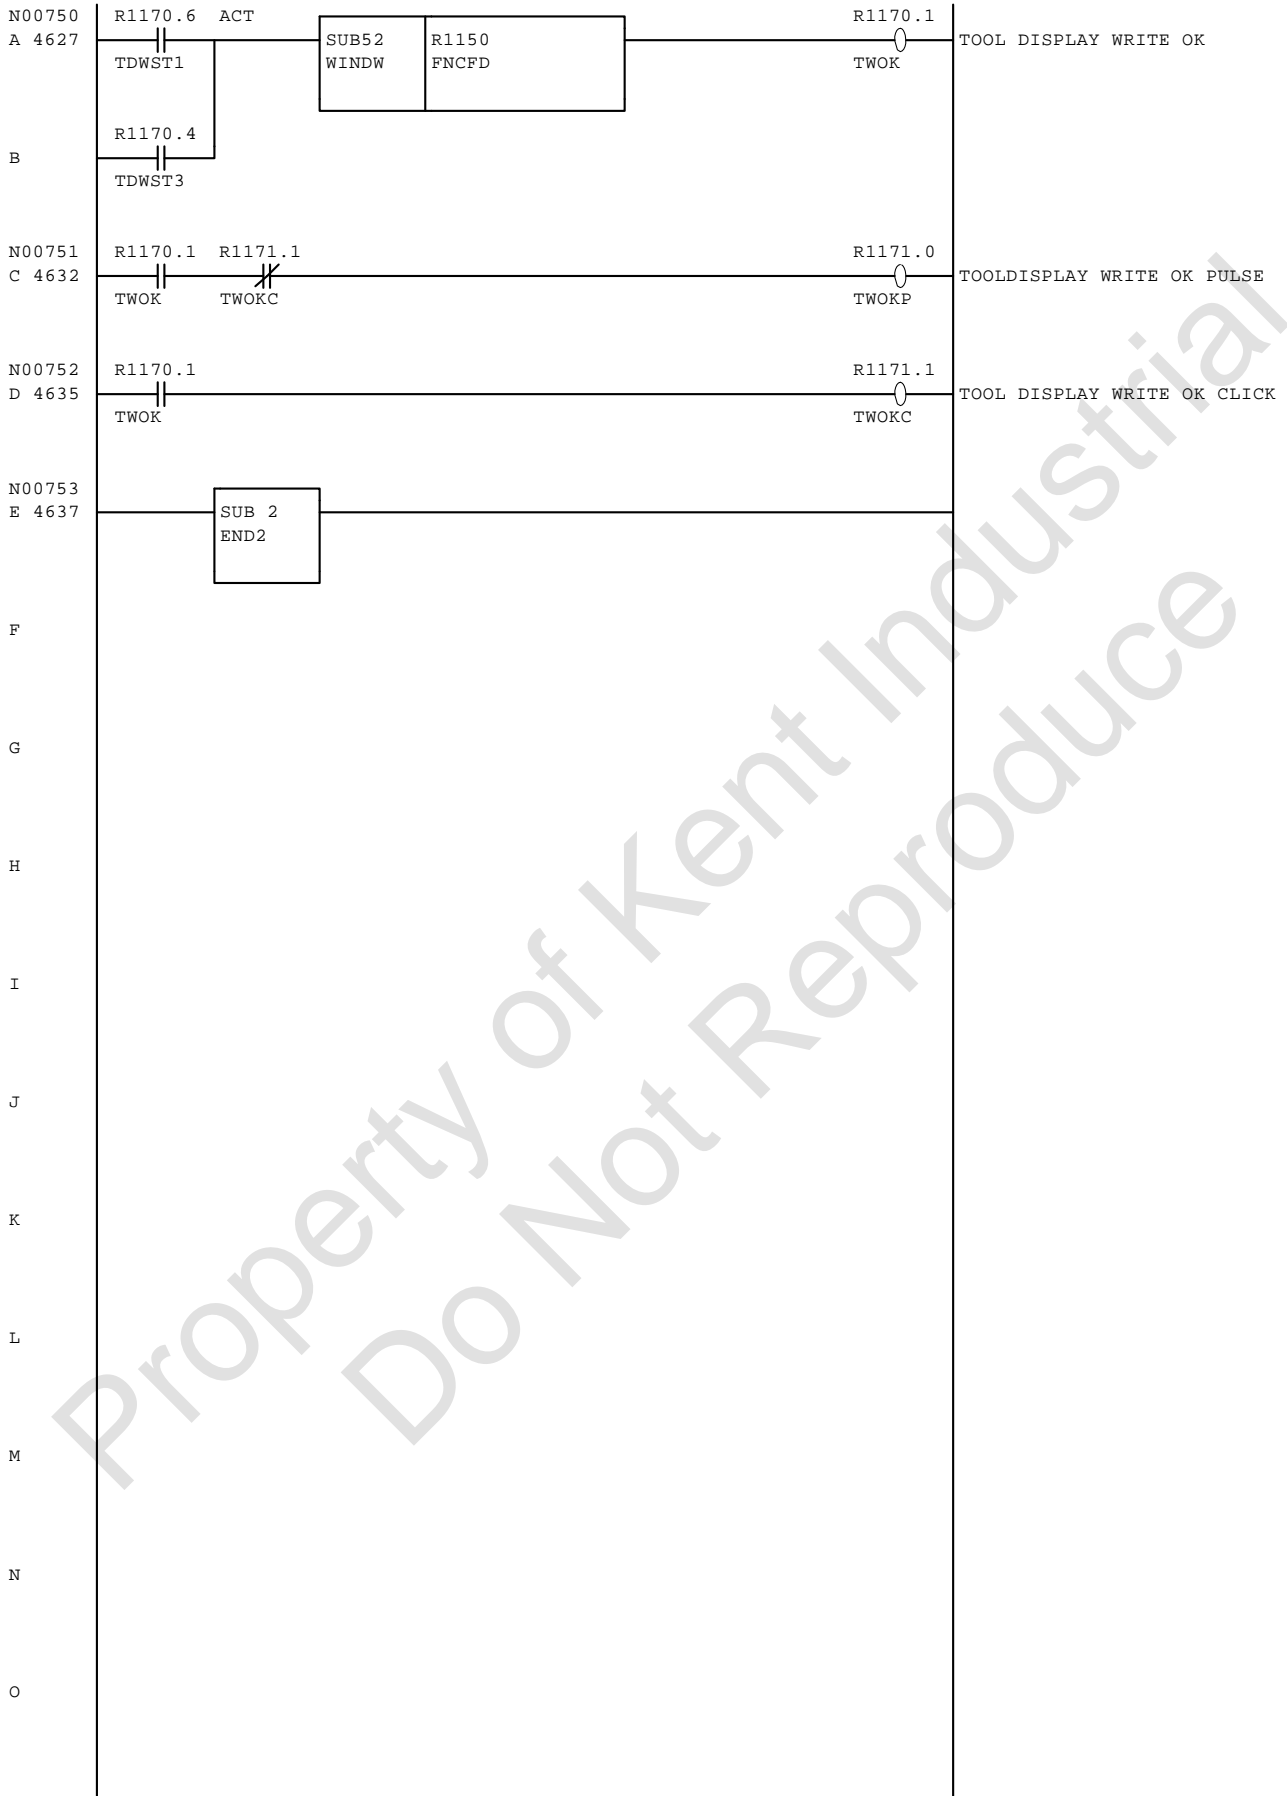 N00750 R1170.6 ACT R1170.1
A 4627 SUB52 R1150 TOOL DISPLAY WRITE OK
TDWST1 WINDW FNCFD TWOK
R1170.4
B
TDWST3
N00751 R1170.1 R1171.1 R1171.0
C 4632 TOOLDISPLAY WRITE OK PULSE
TWOK TWOKC TWOKP
N00752 R1170.1 R1171.1
D 4635 TOOL DISPLAY WRITE OK CLICK
TWOK TWOKC
N00753
E 4637 SUB 2
END2
F
G
H
I
J
K
L
M
N
O
Property of Kent Industrial
Do Not Reproduce